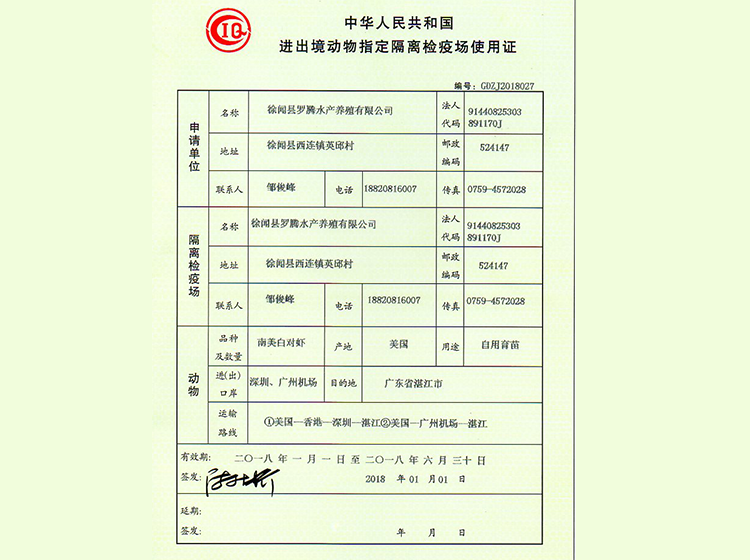 CIQ
中华人民共和国
进出境动物指定隔离检疫场使用证
编号：GDZJ2018027
申请单位
名称 徐闻县罗腾水产养殖有限公司 法人代码 91440825303891170J
地址 徐闻县西连镇英邱村 邮政编码 524147
联系人 邹俊峰 电话 18820816007 传真 0759-4572028
隔离检疫场
名称 徐闻县罗腾水产养殖有限公司 法人代码 91440825303891170J
地址 徐闻县西连镇英邱村 邮政编码 524147
联系人 邹俊峰 电话 18820816007 传真 0759-4572028
动物
品种及数量 南美白对虾 产地 美国 用途 自用育苗
进(出)口岸 深圳、广州机场 目的地 广东省湛江市
运输路线 ①美国—香港—深圳—湛江②美国—广州机场—湛江
有效期: 二〇一八 年 一 月 一 日 至 二〇一八 年 六 月 三十 日
签发: 2018 年 01 月 01 日
延期:
签发: 年 月 日